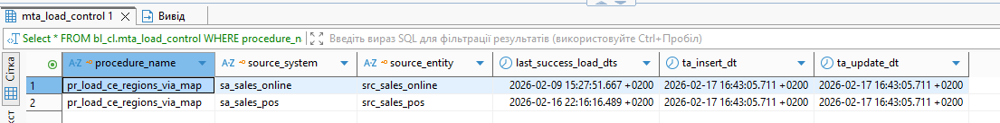 mta_load_control 1
Вивід
Select * FROM bl_cl.mta_load_control WHERE procedure_n
Введіть вираз SQL для фільтрації результатів (використовуйте Ctrl+Пробіл)
Сітка
A-Z procedure_name A-Z source_system A-Z source_entity last_success_load_dts ta_insert_dt ta_update_dt
1 pr_load_ce_regions_via_map sa_sales_online src_sales_online 2026-02-09 15:27:51.667 +0200 2026-02-17 16:43:05.711 +0200 2026-02-17 16:43:05.711 +0200
2 pr_load_ce_regions_via_map sa_sales_pos src_sales_pos 2026-02-16 22:16:16.489 +0200 2026-02-17 16:43:05.711 +0200 2026-02-17 16:43:05.711 +0200